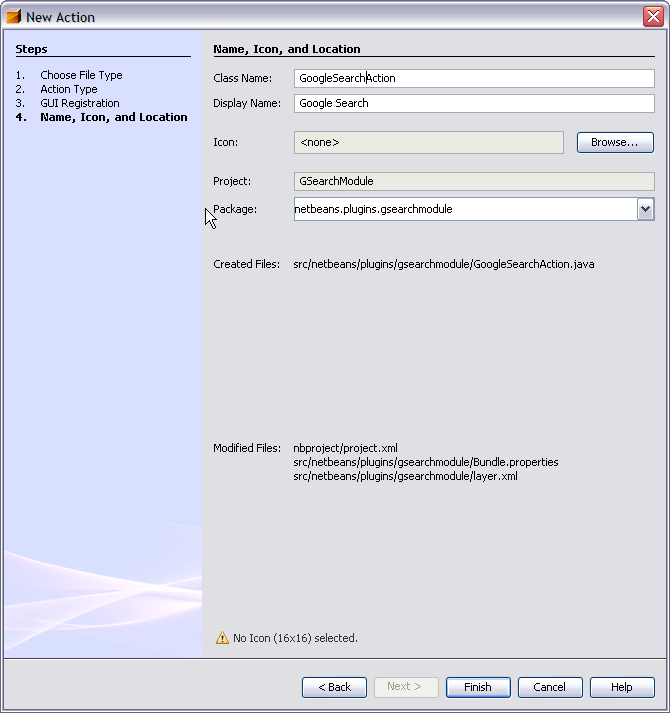 New Action
Steps
1. Choose File Type
2. Action Type
3. GUI Registration
4. Name, Icon, and Location
Name, Icon, and Location
Class Name: GoogleSearchAction
Display Name: Google Search
Icon: <none> Browse...
Project: GSearchModule
Package: netbeans.plugins.gsearchmodule
Created Files: src/netbeans/plugins/gsearchmodule/GoogleSearchAction.java
Modified Files: nbproject/project.xml
src/netbeans/plugins/gsearchmodule/Bundle.properties
src/netbeans/plugins/gsearchmodule/layer.xml
No Icon (16x16) selected.
< Back Next > Finish Cancel Help